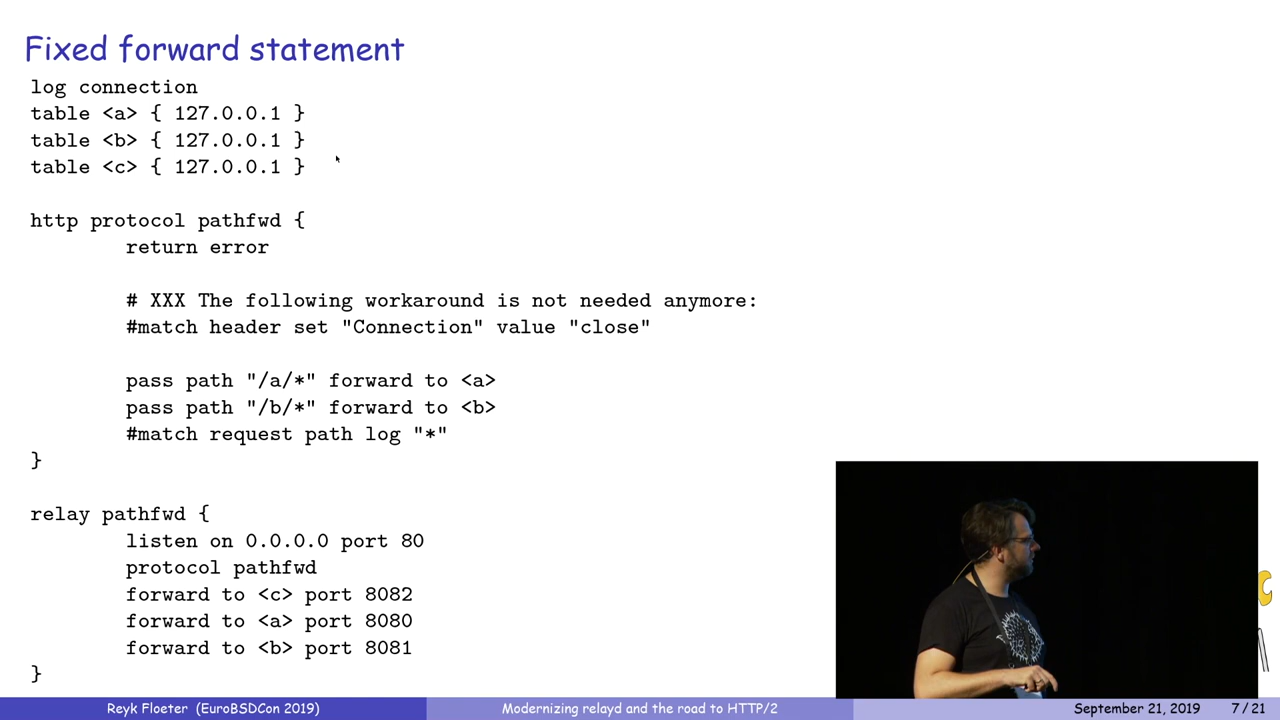 Fixed forward statement
log connection
table <a> { 127.0.0.1 }
table <b> { 127.0.0.1 }
table <c> { 127.0.0.1 }
http protocol pathfwd {
return error
# XXX The following workaround is not needed anymore:
#match header set "Connection" value "close"
pass path "/a/*" forward to <a>
pass path "/b/*" forward to <b>
#match request path log "*"
}
relay pathfwd {
listen on 0.0.0.0 port 80
protocol pathfwd
forward to <c> port 8082
forward to <a> port 8080
forward to <b> port 8081
}
Reyk Floeter (EuroBSDCon 2019) Modernizing relayd and the road to HTTP/2 September 21, 2019 7 / 21